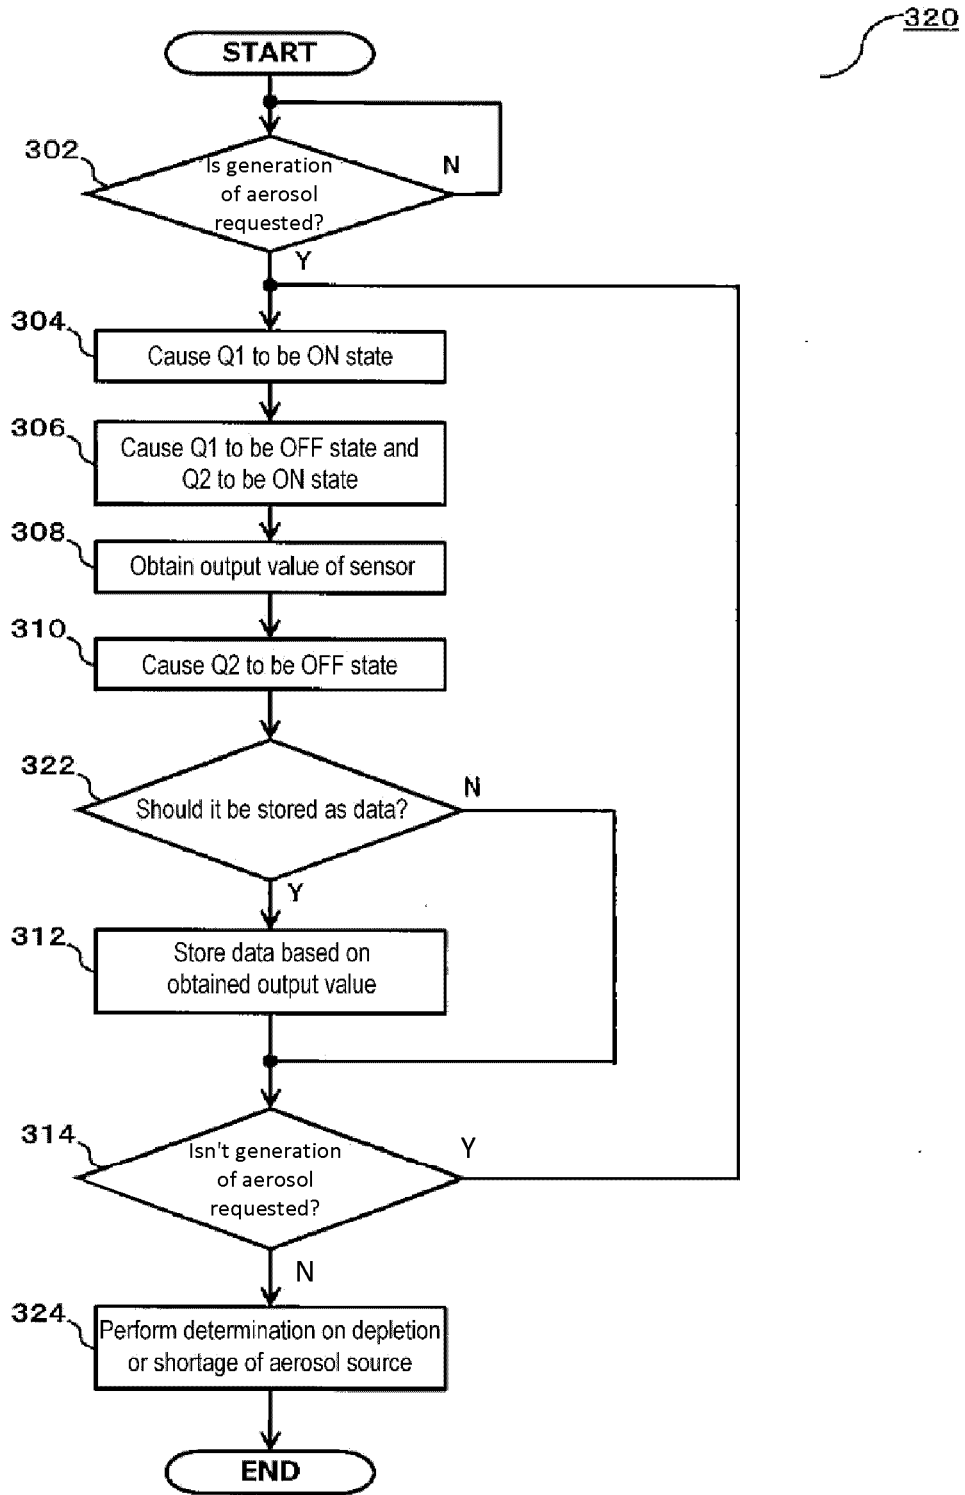 320
START
302
Is generation
of aerosol
requested?
N
Y
304
Cause Q1 to be ON state
306
Cause Q1 to be OFF state and
Q2 to be ON state
308
Obtain output value of sensor
310
Cause Q2 to be OFF state
322
Should it be stored as data?
N
Y
312
Store data based on
obtained output value
314
Isn't generation
of aerosol
requested?
Y
N
324
Perform determination on depletion
or shortage of aerosol source
END